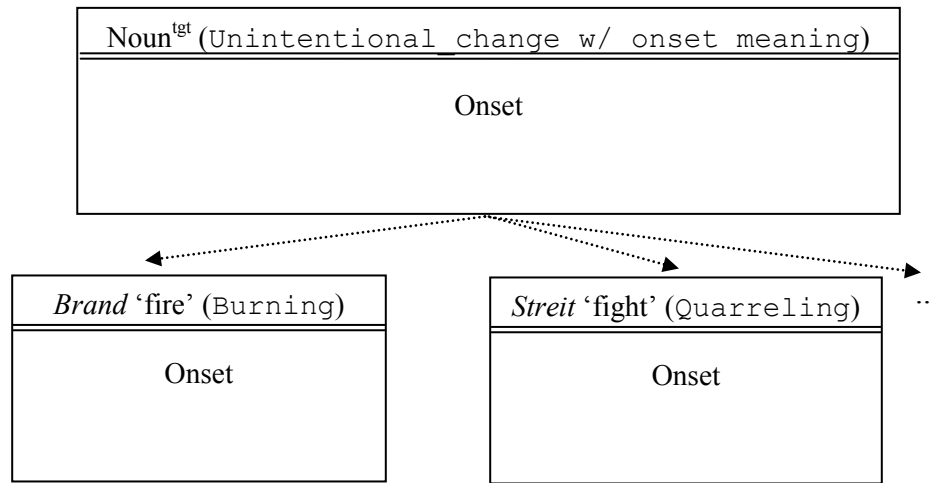 Noun^tgt (Unintentional_change w/ onset meaning)
Onset
Brand ‘fire’ (Burning)
Streit ‘fight’ (Quarreling)
..
Onset
Onset